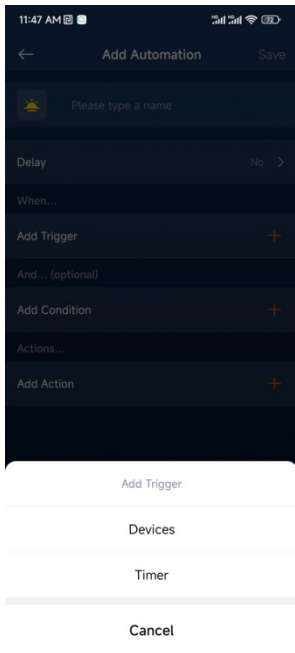 11:47 AM
Add Automation
Save
Please type a name
Delay
No
When...
Add Trigger
And... (optional)
Add Condition
Actions...
Add Action
Add Trigger
Devices
Timer
Cancel